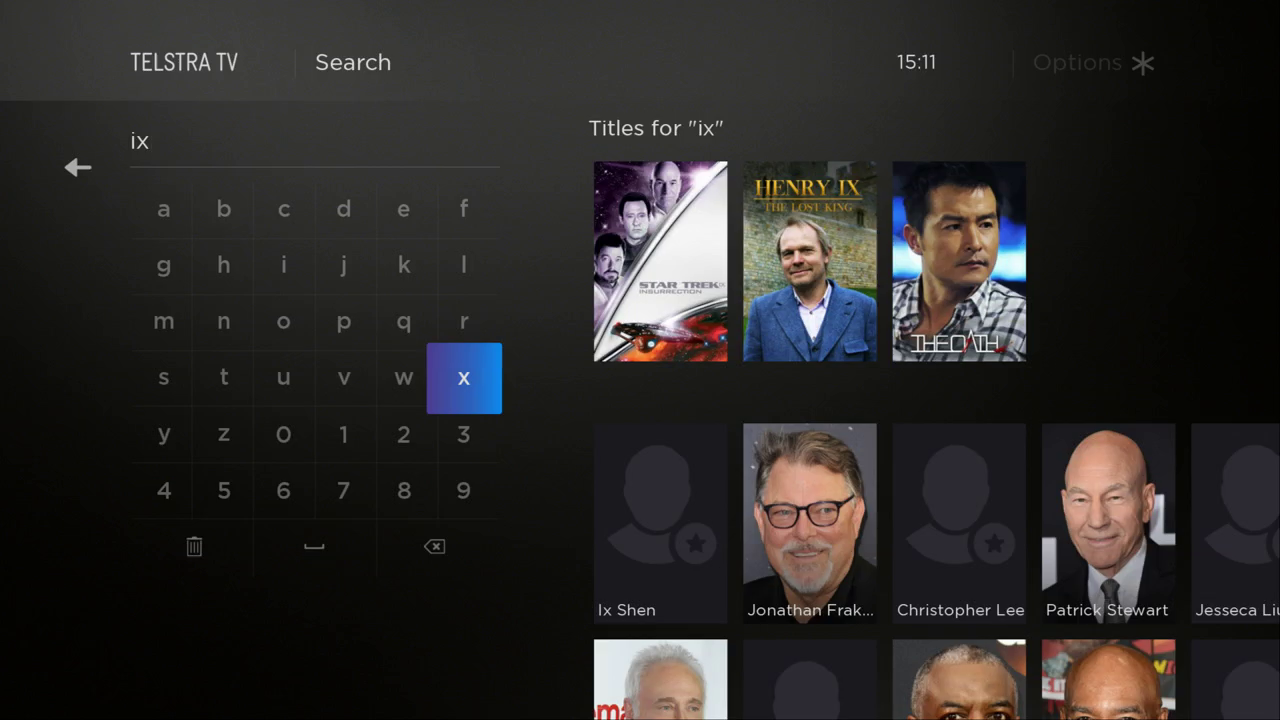 TELSTRA TV
Search
15:11
Options
ix
a b c d e f
g h i j k l
m n o p q r
s t u v w x
y z 0 1 2 3
4 5 6 7 8 9
Titles for "ix"
STAR TREK IX
INSURRECTION
HENRY IX
THE LOST KING
THE OATH
Ix Shen
Jonathan Frak...
Christopher Lee
Patrick Stewart
Jesseca Liu